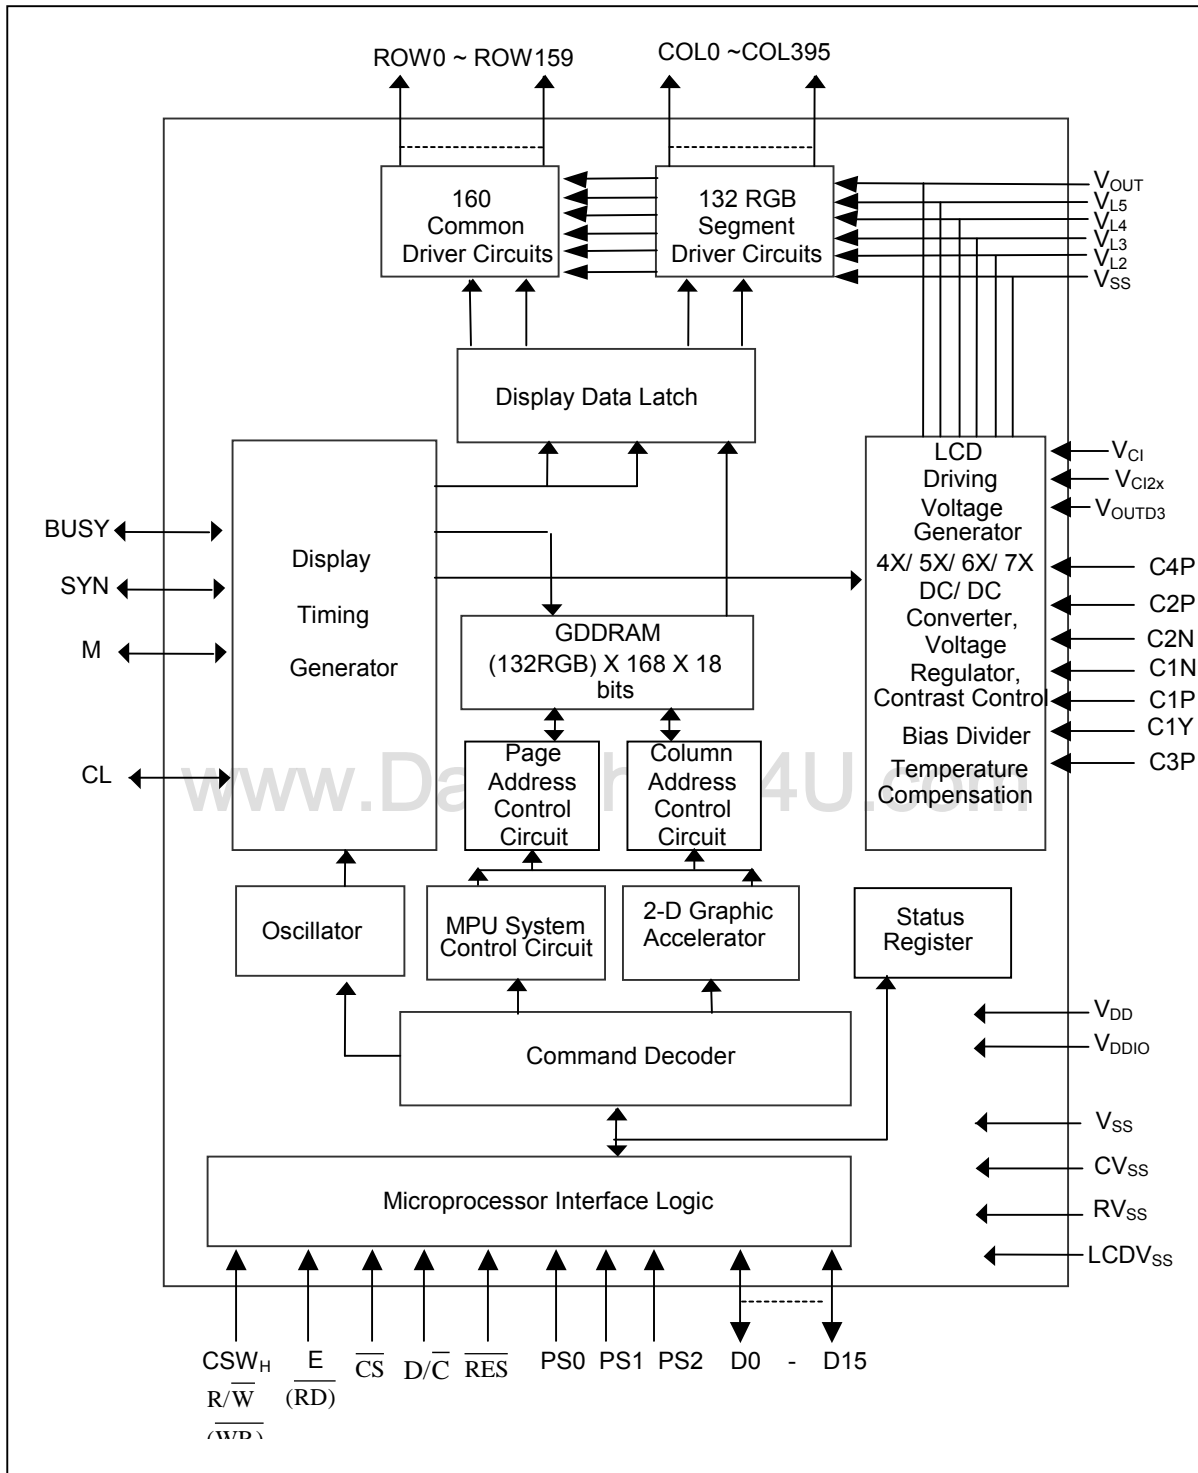 ROW0 ~ ROW159
COL0 ~COL395
160
Common
Driver Circuits
132 RGB
Segment
Driver Circuits
VOUT
VL5
VL4
VL3
VL2
VSS
Display Data Latch
LCD
Driving
Voltage
Generator
4X/ 5X/ 6X/ 7X
DC/ DC
Converter,
Voltage
Regulator,
Contrast Control
Bias Divider
Temperature
Compensation
VCI
VCI2x
VOUTD3
C4P
C2P
C2N
C1N
C1P
C1Y
C3P
BUSY
SYN
M
CL
Display
Timing
Generator
GDDRAM
(132RGB) X 168 X 18
bits
Page
Address
Control
Circuit
Column
Address
Control
Circuit
www.Da h 4U.com
Oscillator
MPU System
Control Circuit
2-D Graphic
Accelerator
Status
Register
Command Decoder
VDD
VDDIO
VSS
CVSS
RVSS
LCDVSS
Microprocessor Interface Logic
CSWH
R/W̅
(W̅R̅)
E
(R̅D̅)
C̅S̅
D/C̅
R̅E̅S̅
PS0
PS1
PS2
D0 - D15